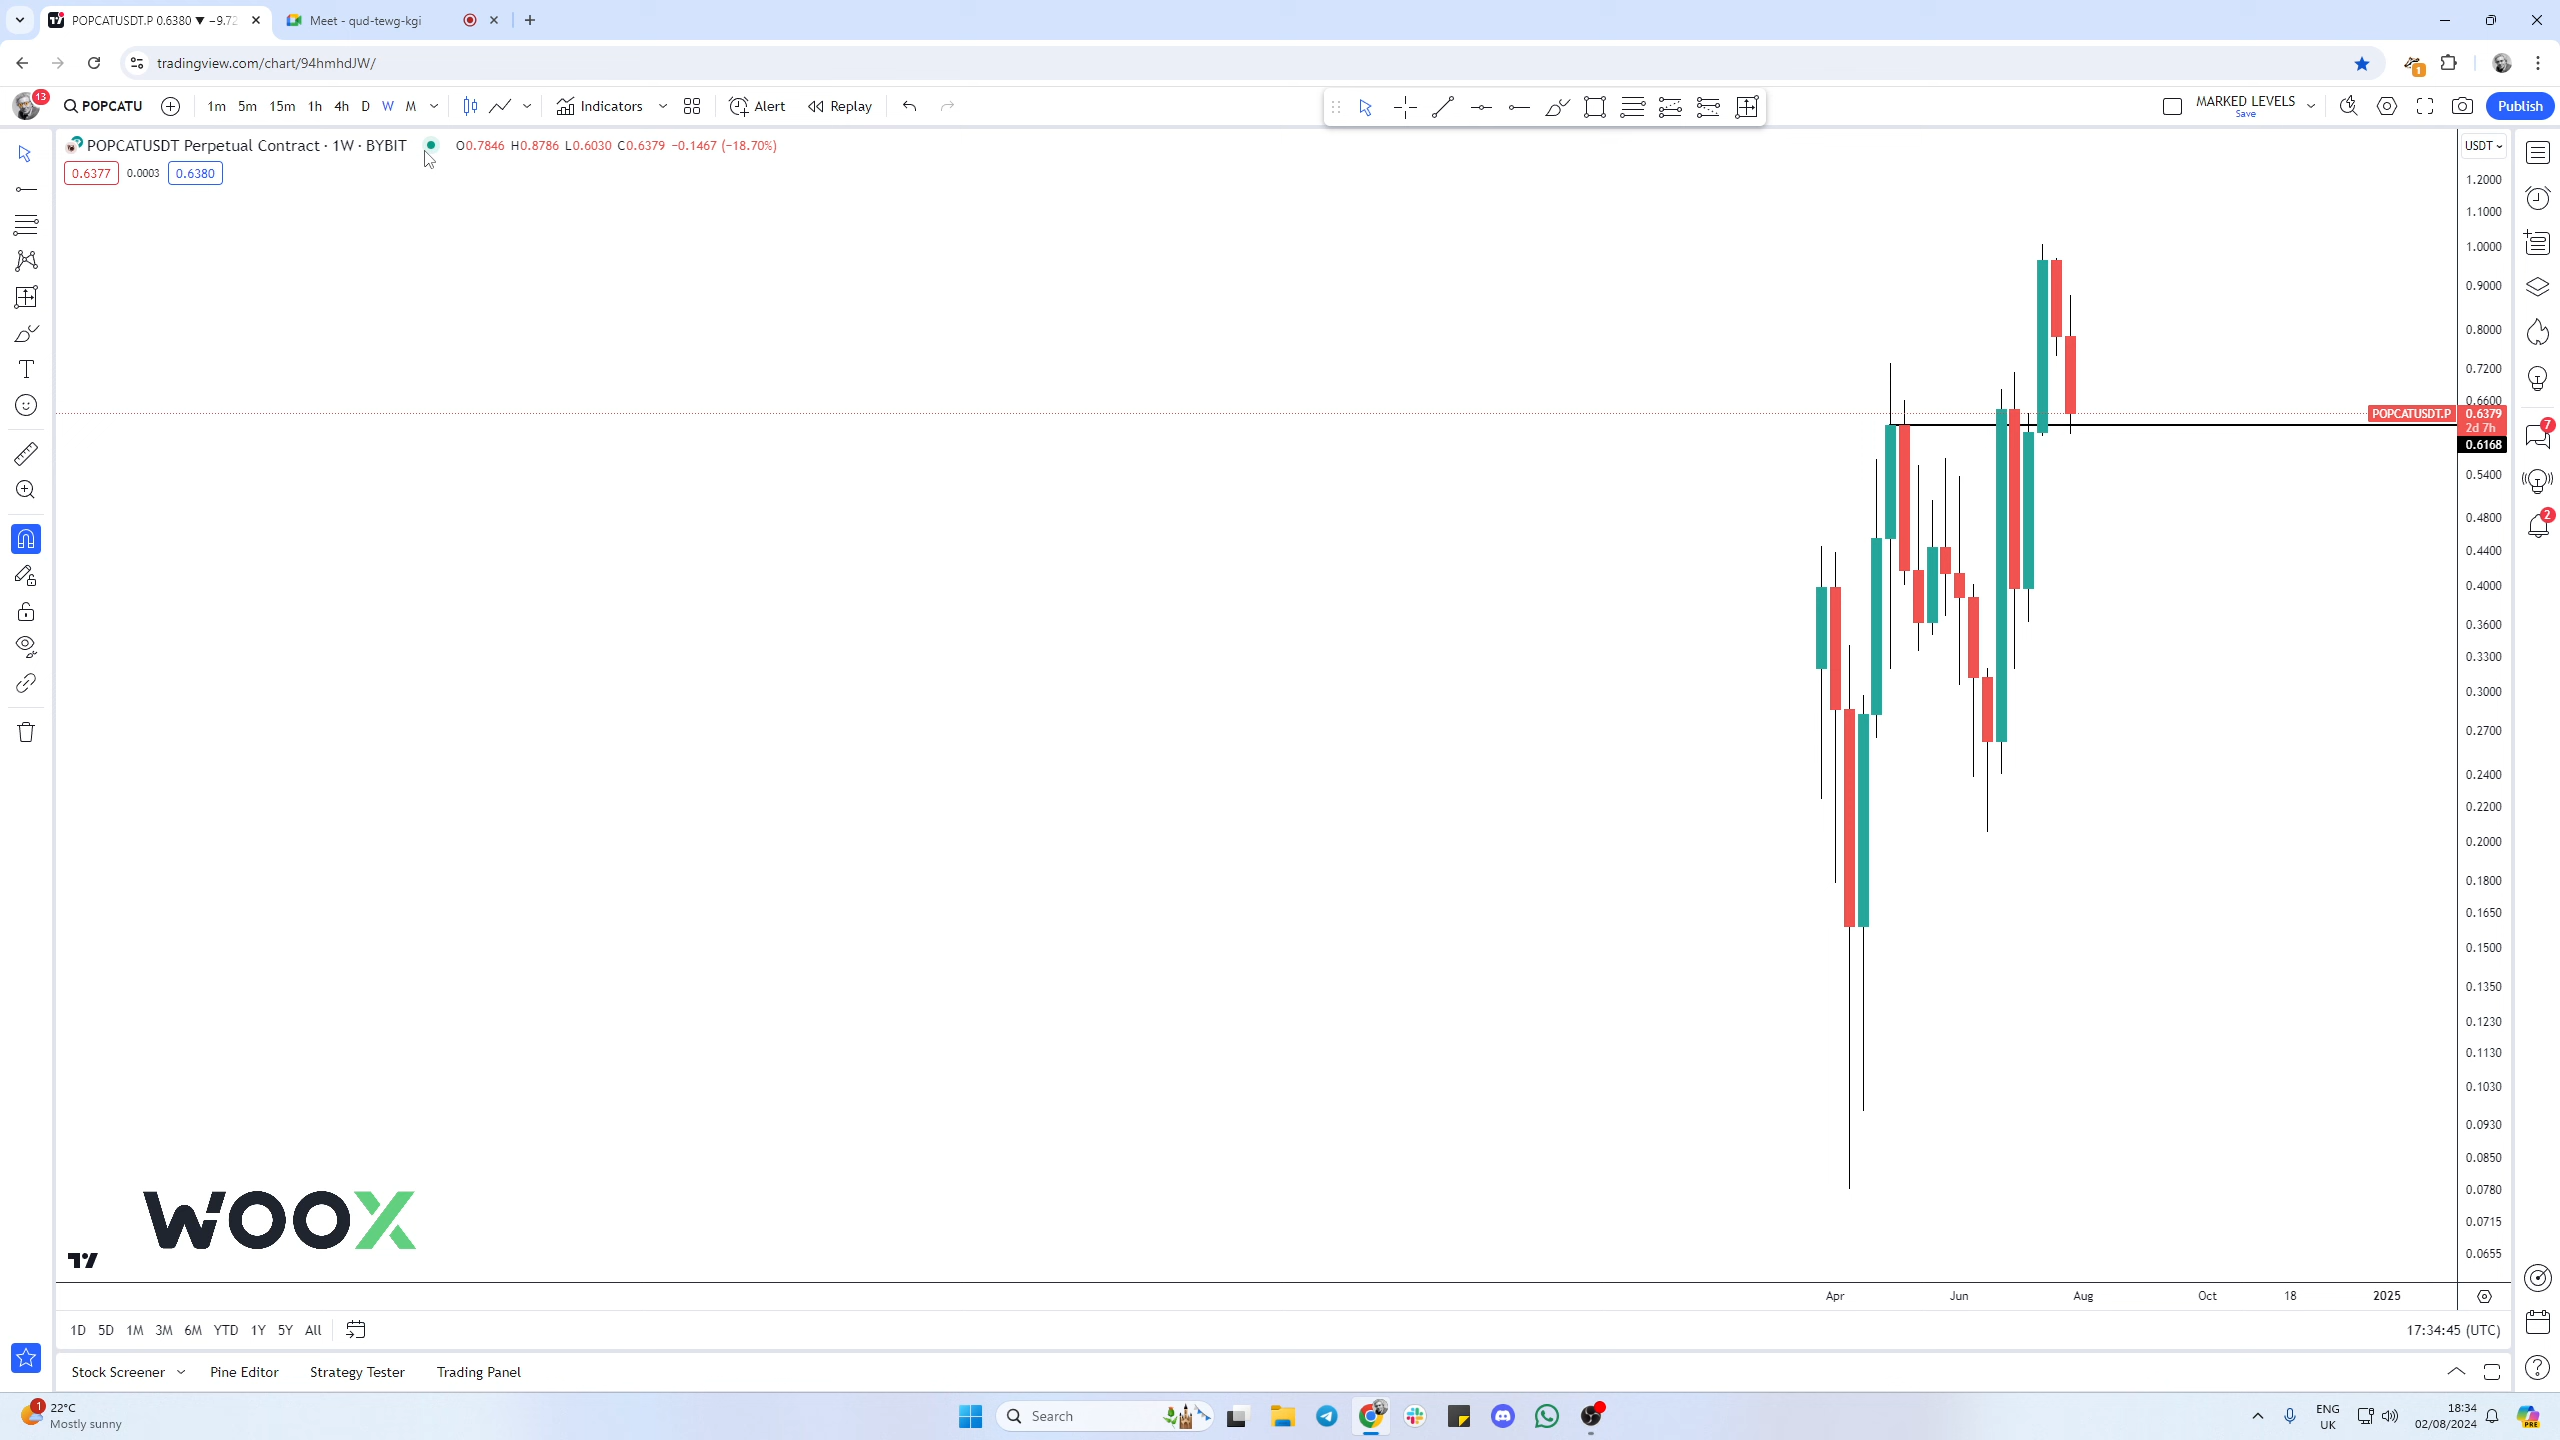 POPCATUSDT.P 0.6380 ▼ −9.72
Meet - qud-tewg-kgi
tradingview.com/chart/94hmhdJW/
1
13
POPCATU
1m 5m 15m 1h 4h D W M
Indicators
Alert
Replay
MARKED LEVELS
Save
Publish
POPCATUSDT Perpetual Contract · 1W · BYBIT
O0.7846 H0.8786 L0.6030 C0.6379 −0.1467 (−18.70%)
0.6377 0.0003 0.6380
USDT
1.2000
1.1000
1.0000
0.9000
0.8000
0.7200
0.6600
POPCATUSDT.P 0.6379
2d 7h
0.6168
0.5400
0.4800
0.4400
0.4000
0.3600
0.3300
0.3000
0.2700
0.2400
0.2200
0.2000
0.1800
0.1650
0.1500
0.1350
0.1230
0.1130
0.1030
0.0930
0.0850
0.0780
0.0715
0.0655
7
2
WOOX
Apr Jun Aug Oct 18 2025
1D 5D 1M 3M 6M YTD 1Y 5Y All
17:34:45 (UTC)
Stock Screener Pine Editor Strategy Tester Trading Panel
1
22°C
Mostly sunny
Search
ENG
UK
18:34
02/08/2024
PRE